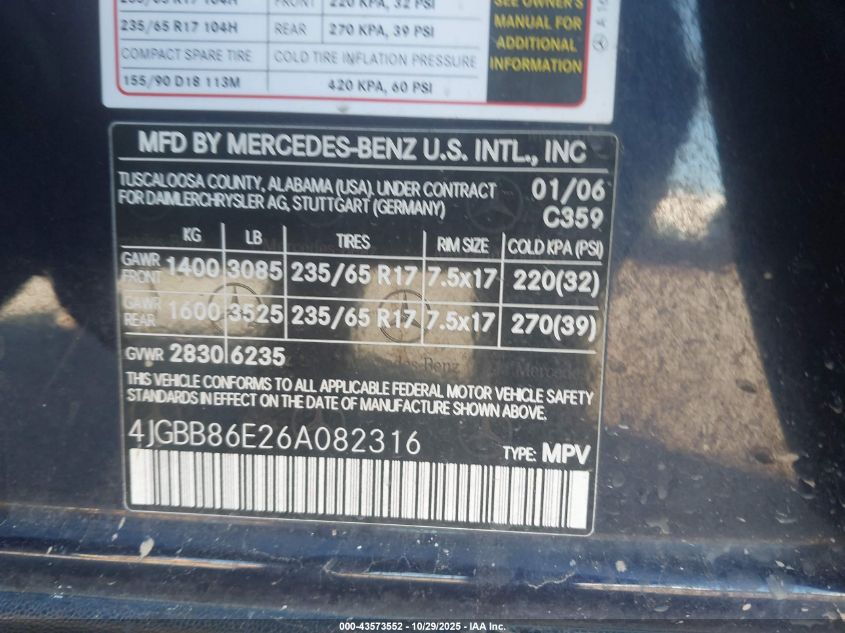 235/65 R17 104H FRONT 220 KPA, 32 PSI
235/65 R17 104H REAR 270 KPA, 39 PSI
COMPACT SPARE TIRE COLD TIRE INFLATION PRESSURE
155/90 D18 113M 420 KPA, 60 PSI
SEE OWNER'S
MANUAL FOR
ADDITIONAL
INFORMATION
MFD BY MERCEDES-BENZ U.S. INTL., INC
TUSCALOOSA COUNTY, ALABAMA (USA). UNDER CONTRACT 01/06
FOR DAIMLERCHRYSLER AG, STUTTGART (GERMANY) C359
KG LB TIRES RIM SIZE COLD KPA (PSI)
GAWR FRONT 1400 3085 235/65 R17 7.5x17 220(32)
GAWR REAR 1600 3525 235/65 R17 7.5x17 270(39)
GVWR 2830 6235
THIS VEHICLE CONFORMS TO ALL APPLICABLE FEDERAL MOTOR VEHICLE SAFETY
STANDARDS IN EFFECT ON THE DATE OF MANUFACTURE SHOWN ABOVE.
4JGBB86E26A082316 TYPE: MPV
000-43573552 • 10/29/2025 - IAA Inc.